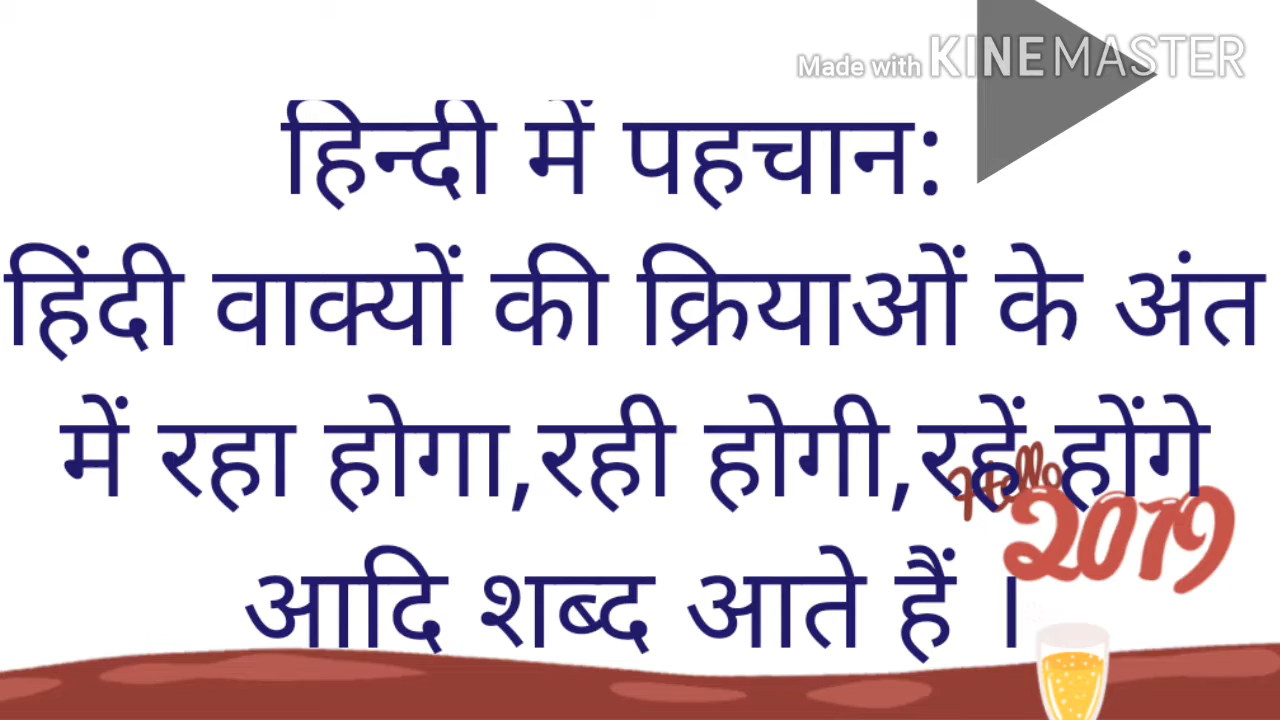 Made with KINEMASTER
हिन्दी में पहचान:
हिंदी वाक्यों की क्रियाओं के अंत
में रहा होगा,रही होगी,रहें होंगे
Hello
2019
आदि शब्द आते हैं ।